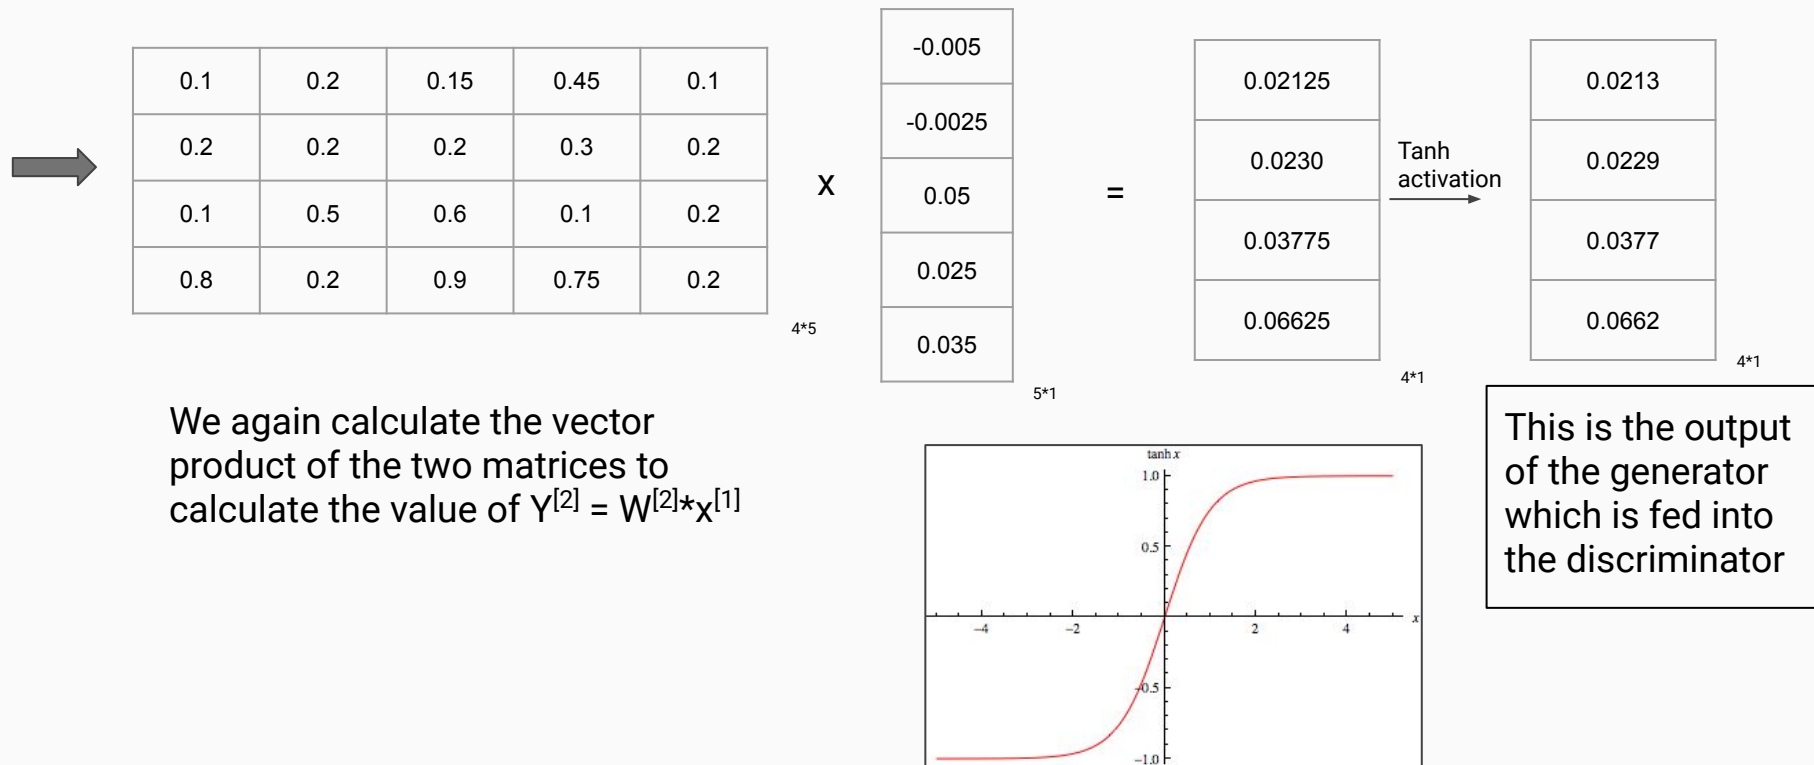 0.1 0.2 0.15 0.45 0.1
0.2 0.2 0.2 0.3 0.2
0.1 0.5 0.6 0.1 0.2
0.8 0.2 0.9 0.75 0.2
4*5
x
-0.005
-0.0025
0.05
0.025
0.035
5*1
=
0.02125
0.0230
0.03775
0.06625
4*1
Tanh
activation
0.0213
0.0229
0.0377
0.0662
4*1
We again calculate the vector
product of the two matrices to
calculate the value of Y[2] = W[2]*x[1]
tanh x
1.0
0.5
-4 -2 2 4 x
-0.5
-1.0
This is the output
of the generator
which is fed into
the discriminator